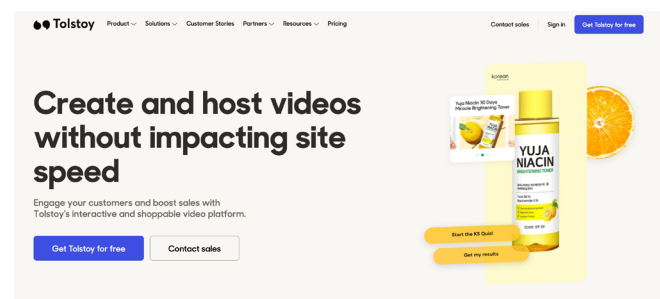 Tolstoy
Product
Solutions
Customer Stories
Partners
Resources
Pricing
Contact sales
Sign in
Get Tolstoy for free
Create and host videos
without impacting site
speed
Engage your customers and boost sales with
Tolstoy's interactive and shoppable video platform.
Get Tolstoy for free
Contact sales
korean
Yuja Niacin 30 Days
Miracle Brightening Toner
YUJA
NIACIN
BRIGHTENING TONER
Start the KS Quiz!
Get my results